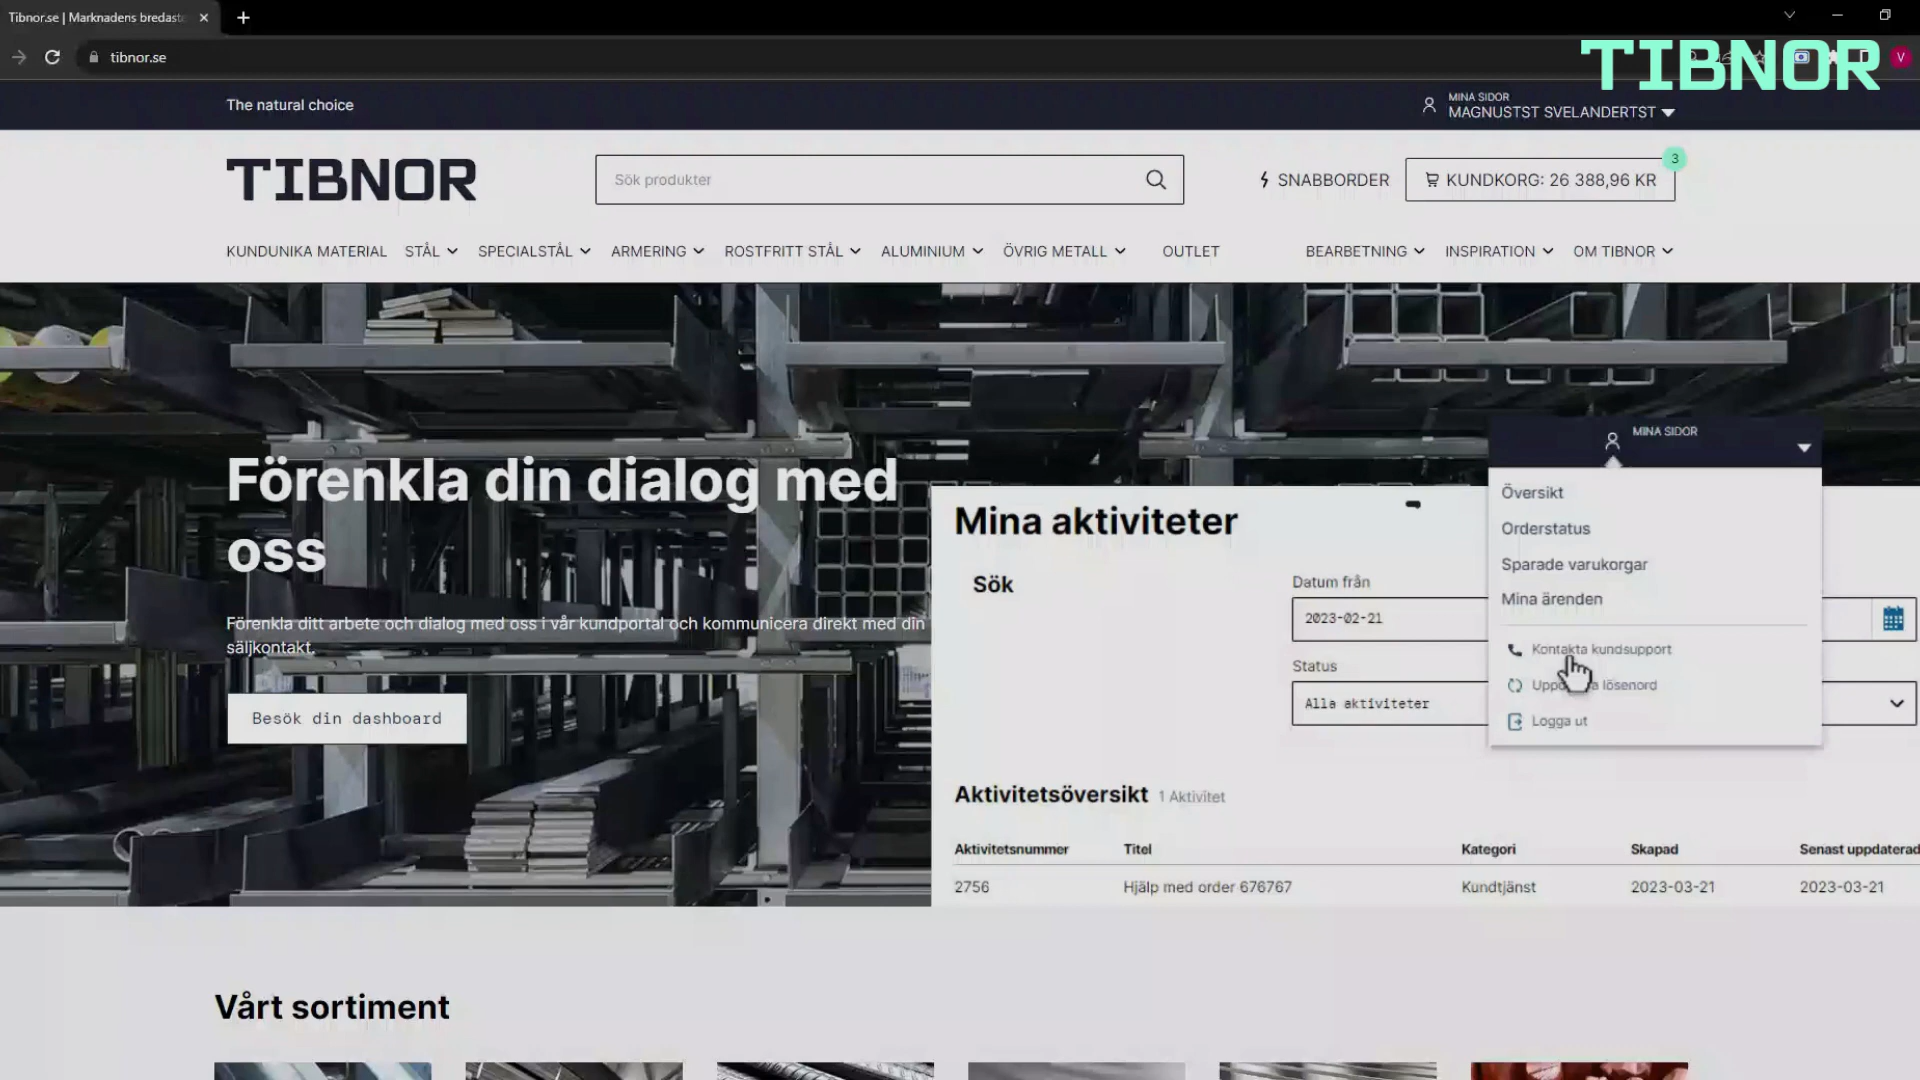 Tibnor.se | Marknadens bredaste
tibnor.se
TIBNOR
V
The natural choice
MINA SIDOR
MAGNUSTST SVELANDERTST
TIBNOR
Sök produkter
SNABBORDER
KUNDKORG: 26 388,96 KR
3
KUNDUNIKA MATERIAL STÅL SPECIALSTÅL ARMERING ROSTFRITT STÅL ALUMINIUM ÖVRIG METALL OUTLET BEARBETNING INSPIRATION OM TIBNOR
Förenkla din dialog med
oss
Förenkla ditt arbete och dialog med oss i vår kundportal och kommunicera direkt med din
säljkontakt.
Besök din dashboard
MINA SIDOR
Översikt
Orderstatus
Sparade varukorgar
Mina ärenden
Kontakta kundsupport
lösenord
Logga ut
Mina aktiviteter
Sök
Datum från
2023-02-21
Status
Alla aktiviteter
Aktivitetsöversikt 1 Aktivitet
Aktivitetsnummer Titel Kategori Skapad Senast uppdaterad
2756 Hjälp med order 676767 Kundtjänst 2023-03-21 2023-03-21
Vårt sortiment